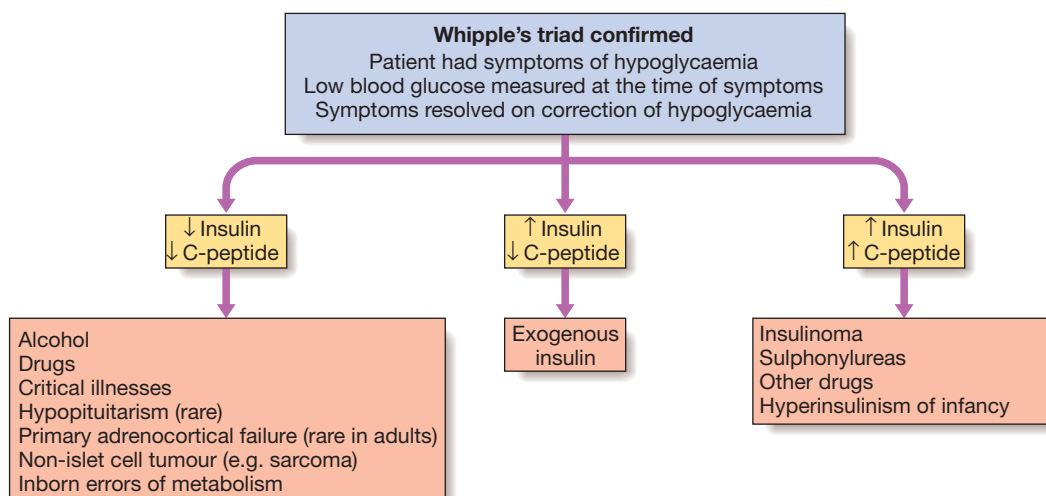 Whipple’s triad confirmed
Patient had symptoms of hypoglycaemia
Low blood glucose measured at the time of symptoms
Symptoms resolved on correction of hypoglycaemia
↓ Insulin
↓ C-peptide
↑ Insulin
↓ C-peptide
↑ Insulin
↑ C-peptide
Alcohol
Drugs
Critical illnesses
Hypopituitarism (rare)
Primary adrenocortical failure (rare in adults)
Non-islet cell tumour (e.g. sarcoma)
Inborn errors of metabolism
Exogenous
insulin
Insulinoma
Sulphonylureas
Other drugs
Hyperinsulinism of infancy